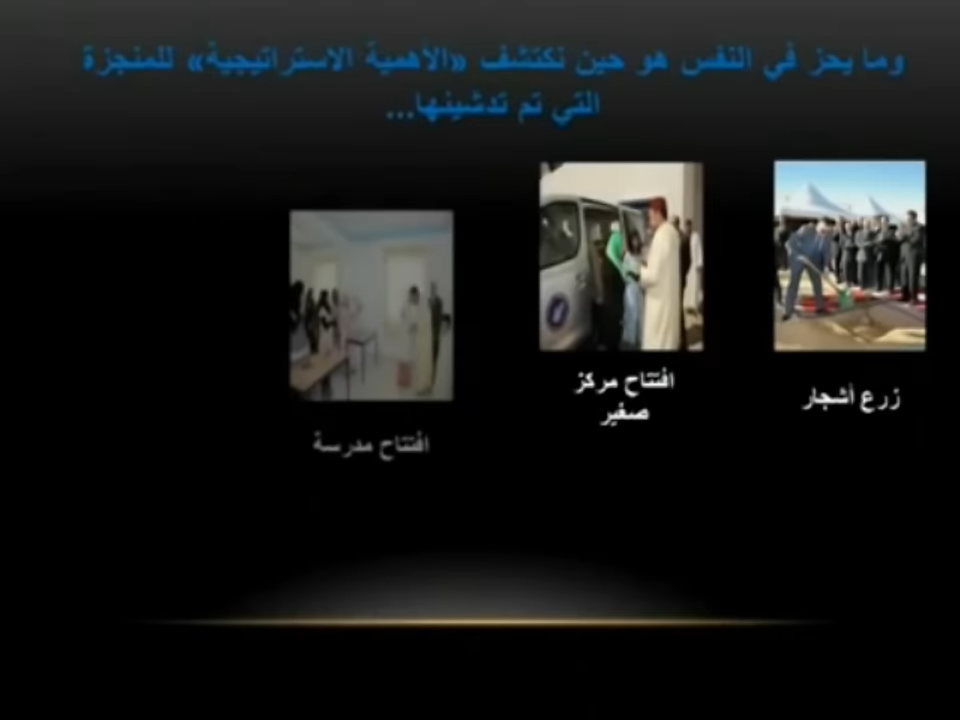 وما يحز في النفس هو حين نكتشف «الأهمية الاستراتيجية» للمنجزة
التي تم تدشينها...
زرع أشجار
افتتاح مركز
صغير
افتتاح مدرسة